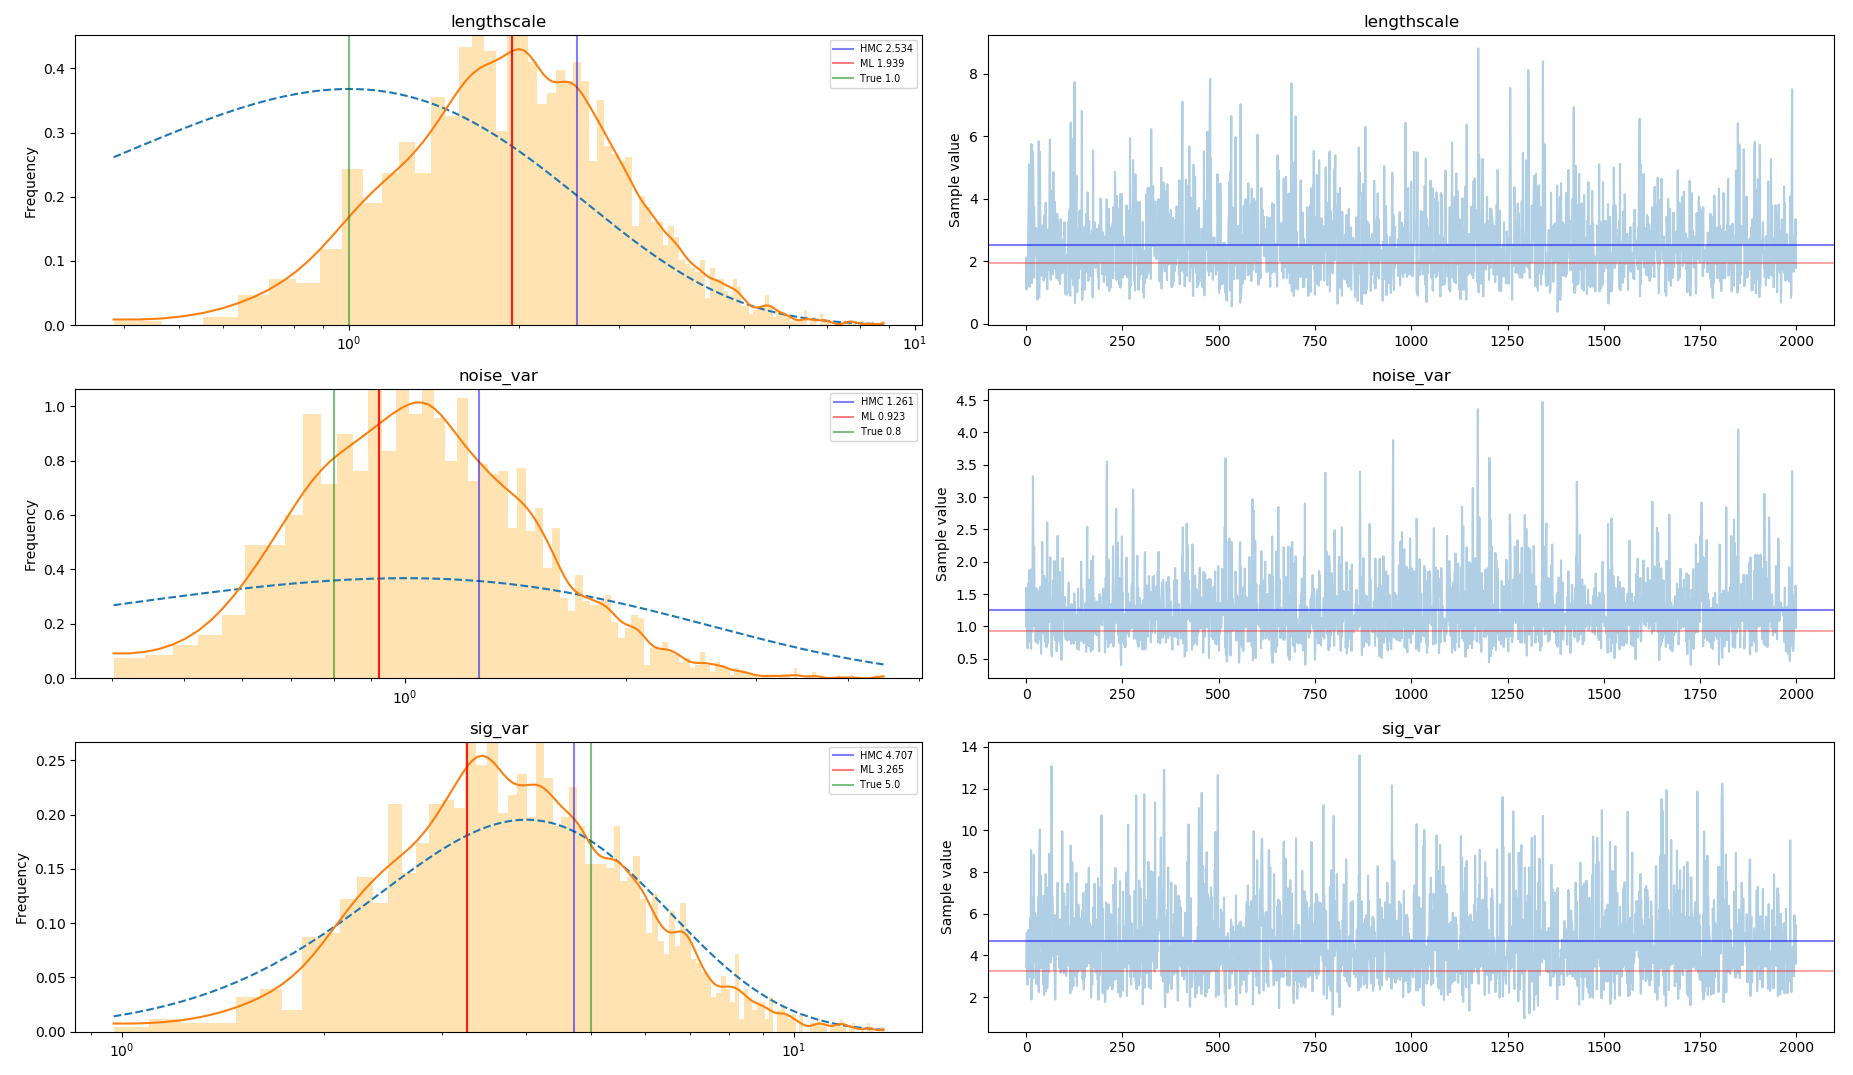 lengthscale
Frequency
0.4
0.3
0.2
0.1
0.0
10⁰
10¹
HMC 2.534
ML 1.939
True 1.0
lengthscale
Sample value
8
6
4
2
0
0 250 500 750 1000 1250 1500 1750 2000
noise_var
Frequency
1.0
0.8
0.6
0.4
0.2
0.0
10⁰
HMC 1.261
ML 0.923
True 0.8
noise_var
Sample value
4.5
4.0
3.5
3.0
2.5
2.0
1.5
1.0
0.5
0 250 500 750 1000 1250 1500 1750 2000
sig_var
Frequency
0.25
0.20
0.15
0.10
0.05
0.00
10⁰
10¹
HMC 4.707
ML 3.265
True 5.0
sig_var
Sample value
14
12
10
8
6
4
2
0 250 500 750 1000 1250 1500 1750 2000